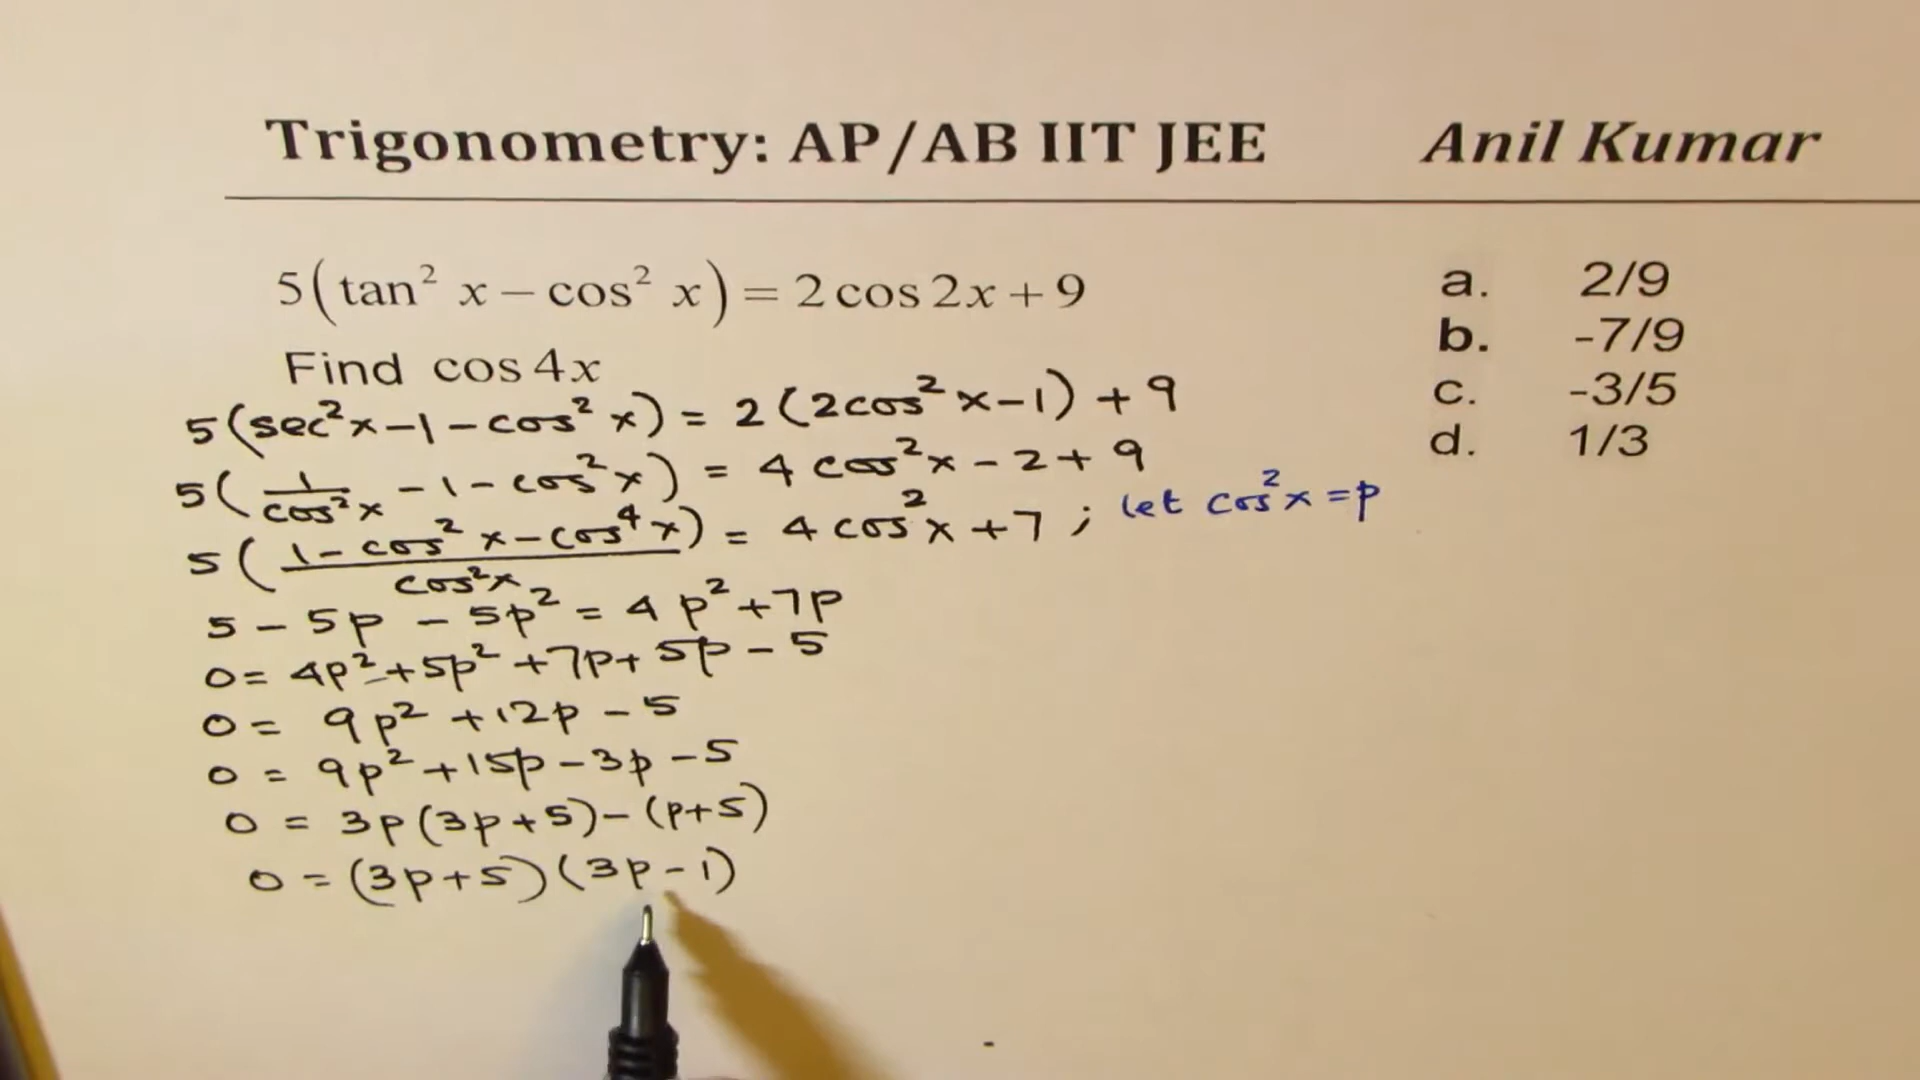 Trigonometry: AP/AB IIT JEE Anil Kumar
5(tan² x − cos² x) = 2 cos 2x + 9
Find cos 4x
a. 2/9
b. -7/9
c. -3/5
d. 1/3
5(sec²x − 1 − cos² x) = 2(2cos² x − 1) + 9
5(1/cos²x − 1 − cos²x) = 4 cos²x − 2 + 9
5((1 − cos² x − cos⁴ x)/cos²x) = 4 cos²x + 7 ; let cos²x = p
5 − 5p − 5p² = 4p² + 7p
0 = 4p² + 5p² + 7p + 5p − 5
0 = 9p² + 12p − 5
0 = 9p² + 15p − 3p − 5
0 = 3p(3p + 5) − (p + 5)
0 = (3p + 5)(3p − 1)